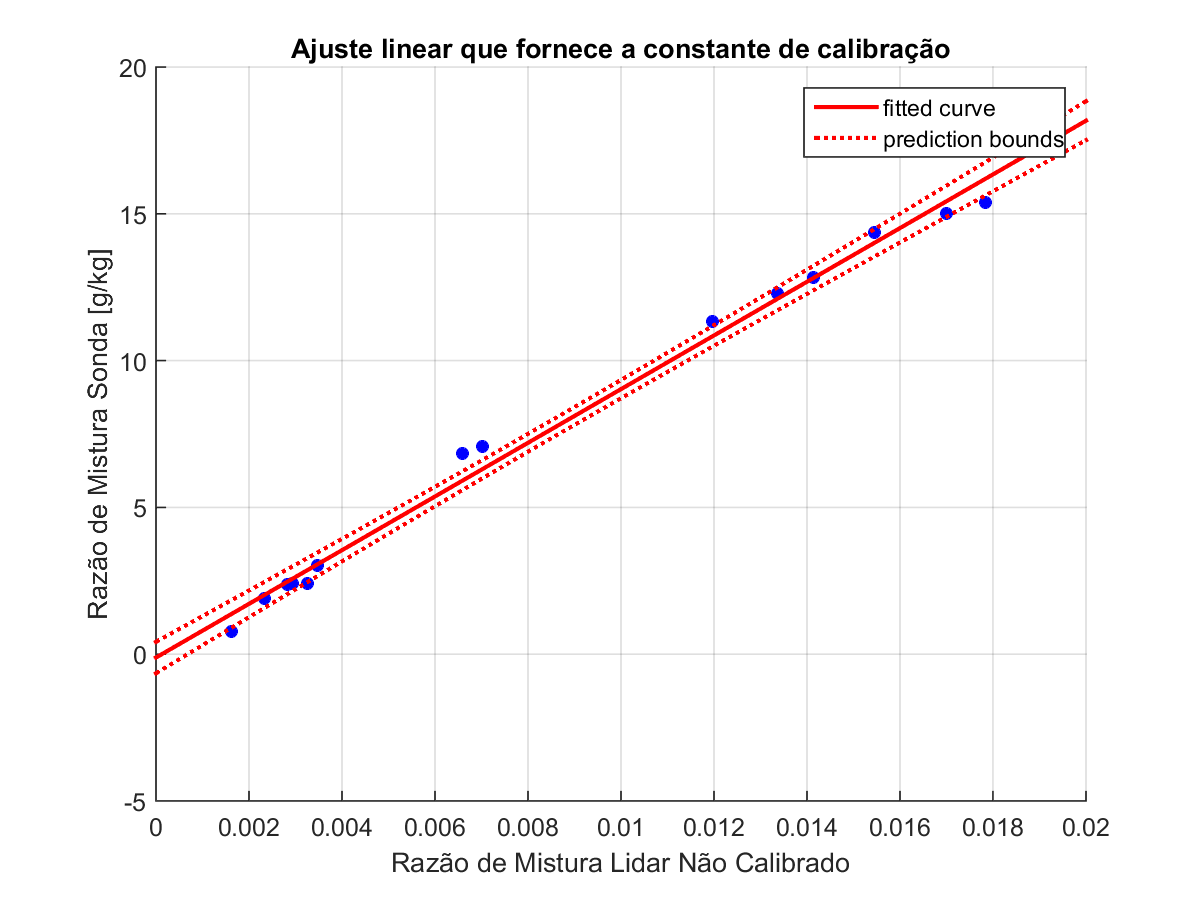 Ajuste linear que fornece a constante de calibração
20
15
10
5
0
-5
fitted curve
prediction bounds
Razão de Mistura Sonda [g/kg]
0 0.002 0.004 0.006 0.008 0.01 0.012 0.014 0.016 0.018 0.02
Razão de Mistura Lidar Não Calibrado